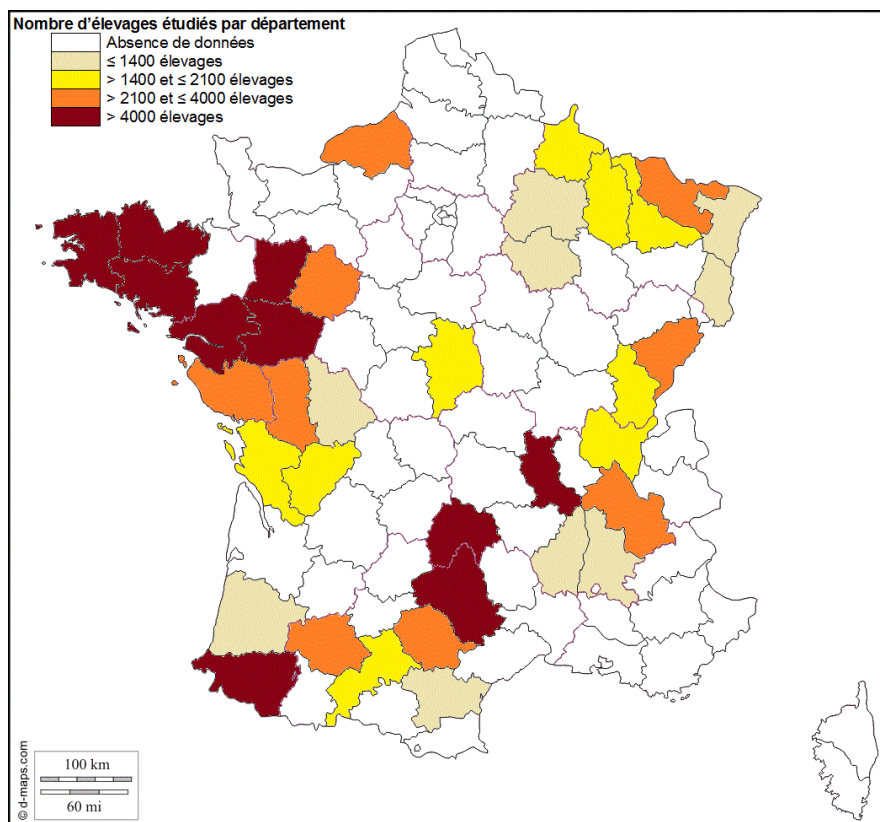 Nombre d’élevages étudiés par département
Absence de données
≤ 1400 élevages
> 1400 et ≤ 2100 élevages
> 2100 et ≤ 4000 élevages
> 4000 élevages
100 km
60 mi
© d-maps.com